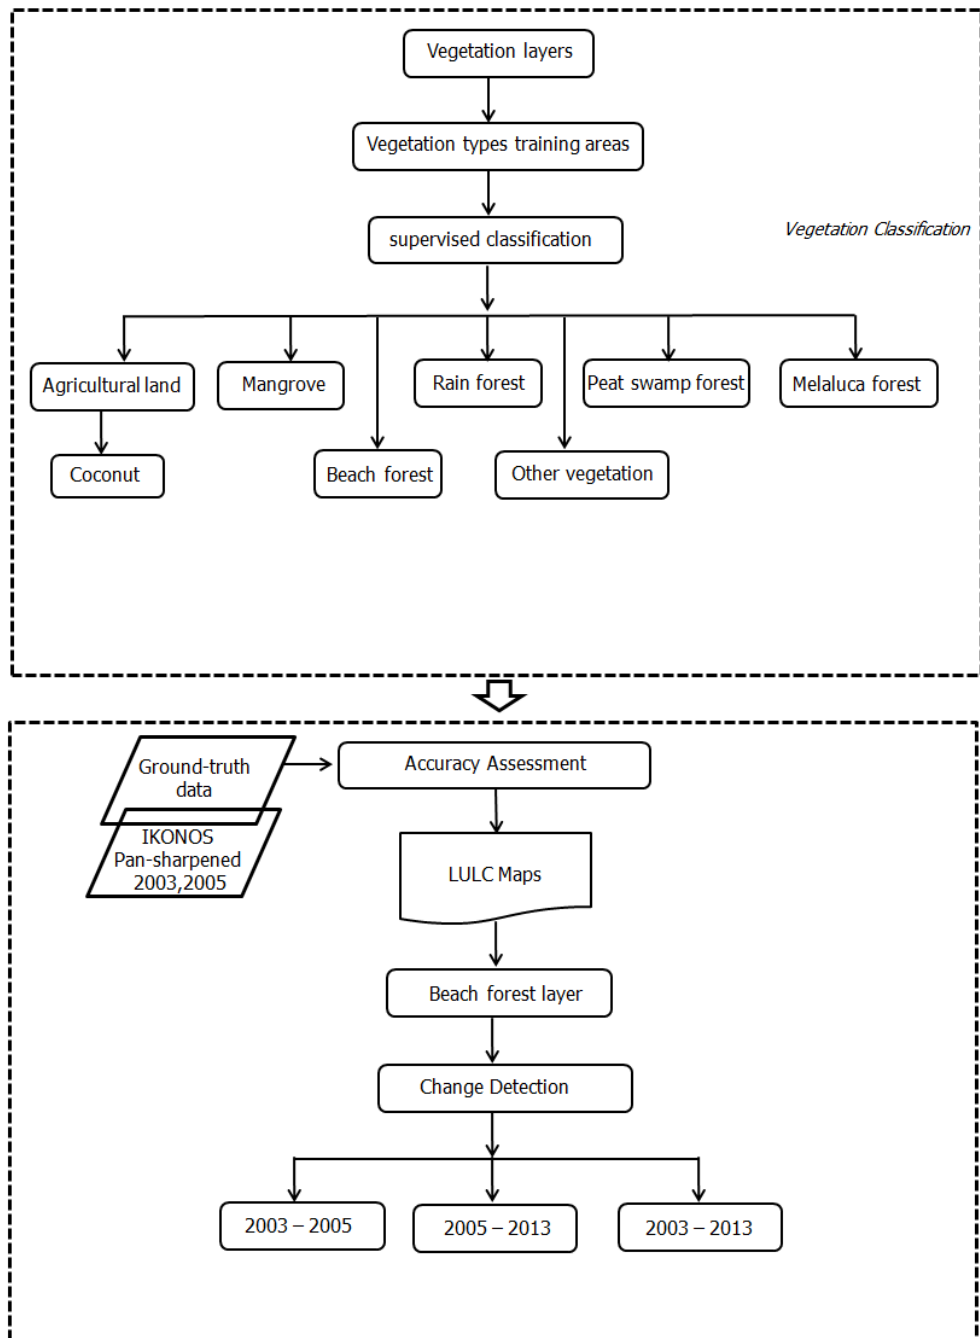 Vegetation layers
Vegetation types training areas
supervised classification
Vegetation Classification
Agricultural land
Mangrove
Rain forest
Peat swamp forest
Melaluca forest
Coconut
Beach forest
Other vegetation
Ground-truth
data
Accuracy Assessment
IKONOS
Pan-sharpened
2003,2005
LULC Maps
Beach forest layer
Change Detection
2003 – 2005
2005 – 2013
2003 – 2013